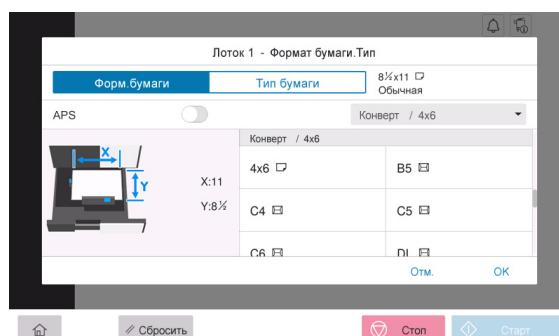 Лоток 1 - Формат бумаги.Тип
Форм.бумаги
Тип бумаги
8½x11
Обычная
APS
Конверт / 4x6
Конверт / 4x6
X
Y
X:11
Y:8½
4x6
B5
C4
C5
C6
DL
Отм.
OK
Сбросить
Стоп
Старт